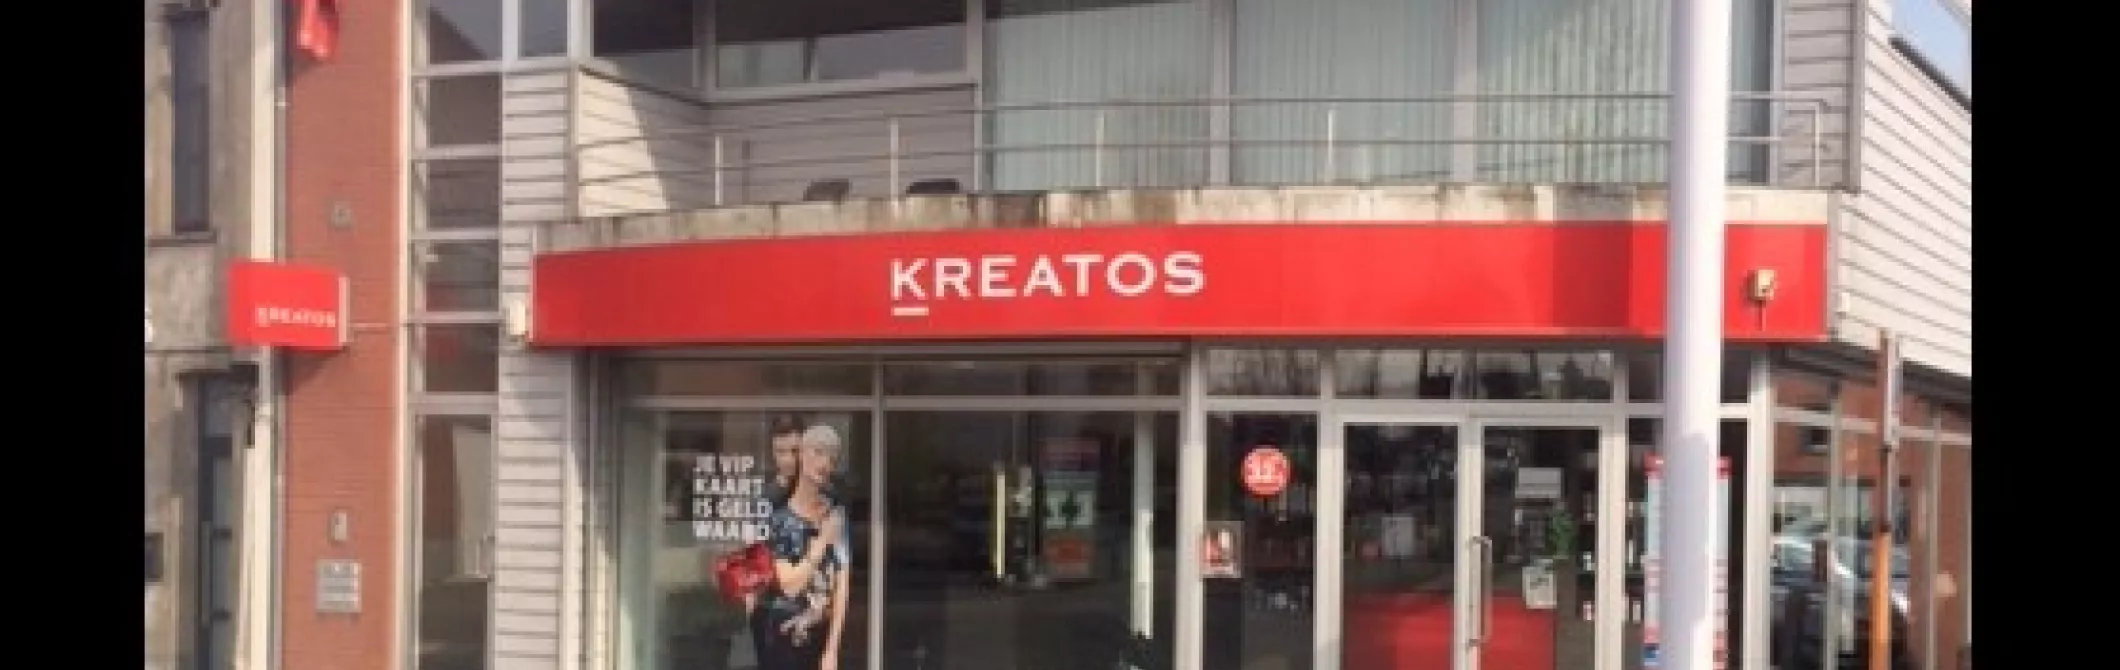 KREATOS
KREATOS
JE VIP
KAART
IS GELD
WAARD